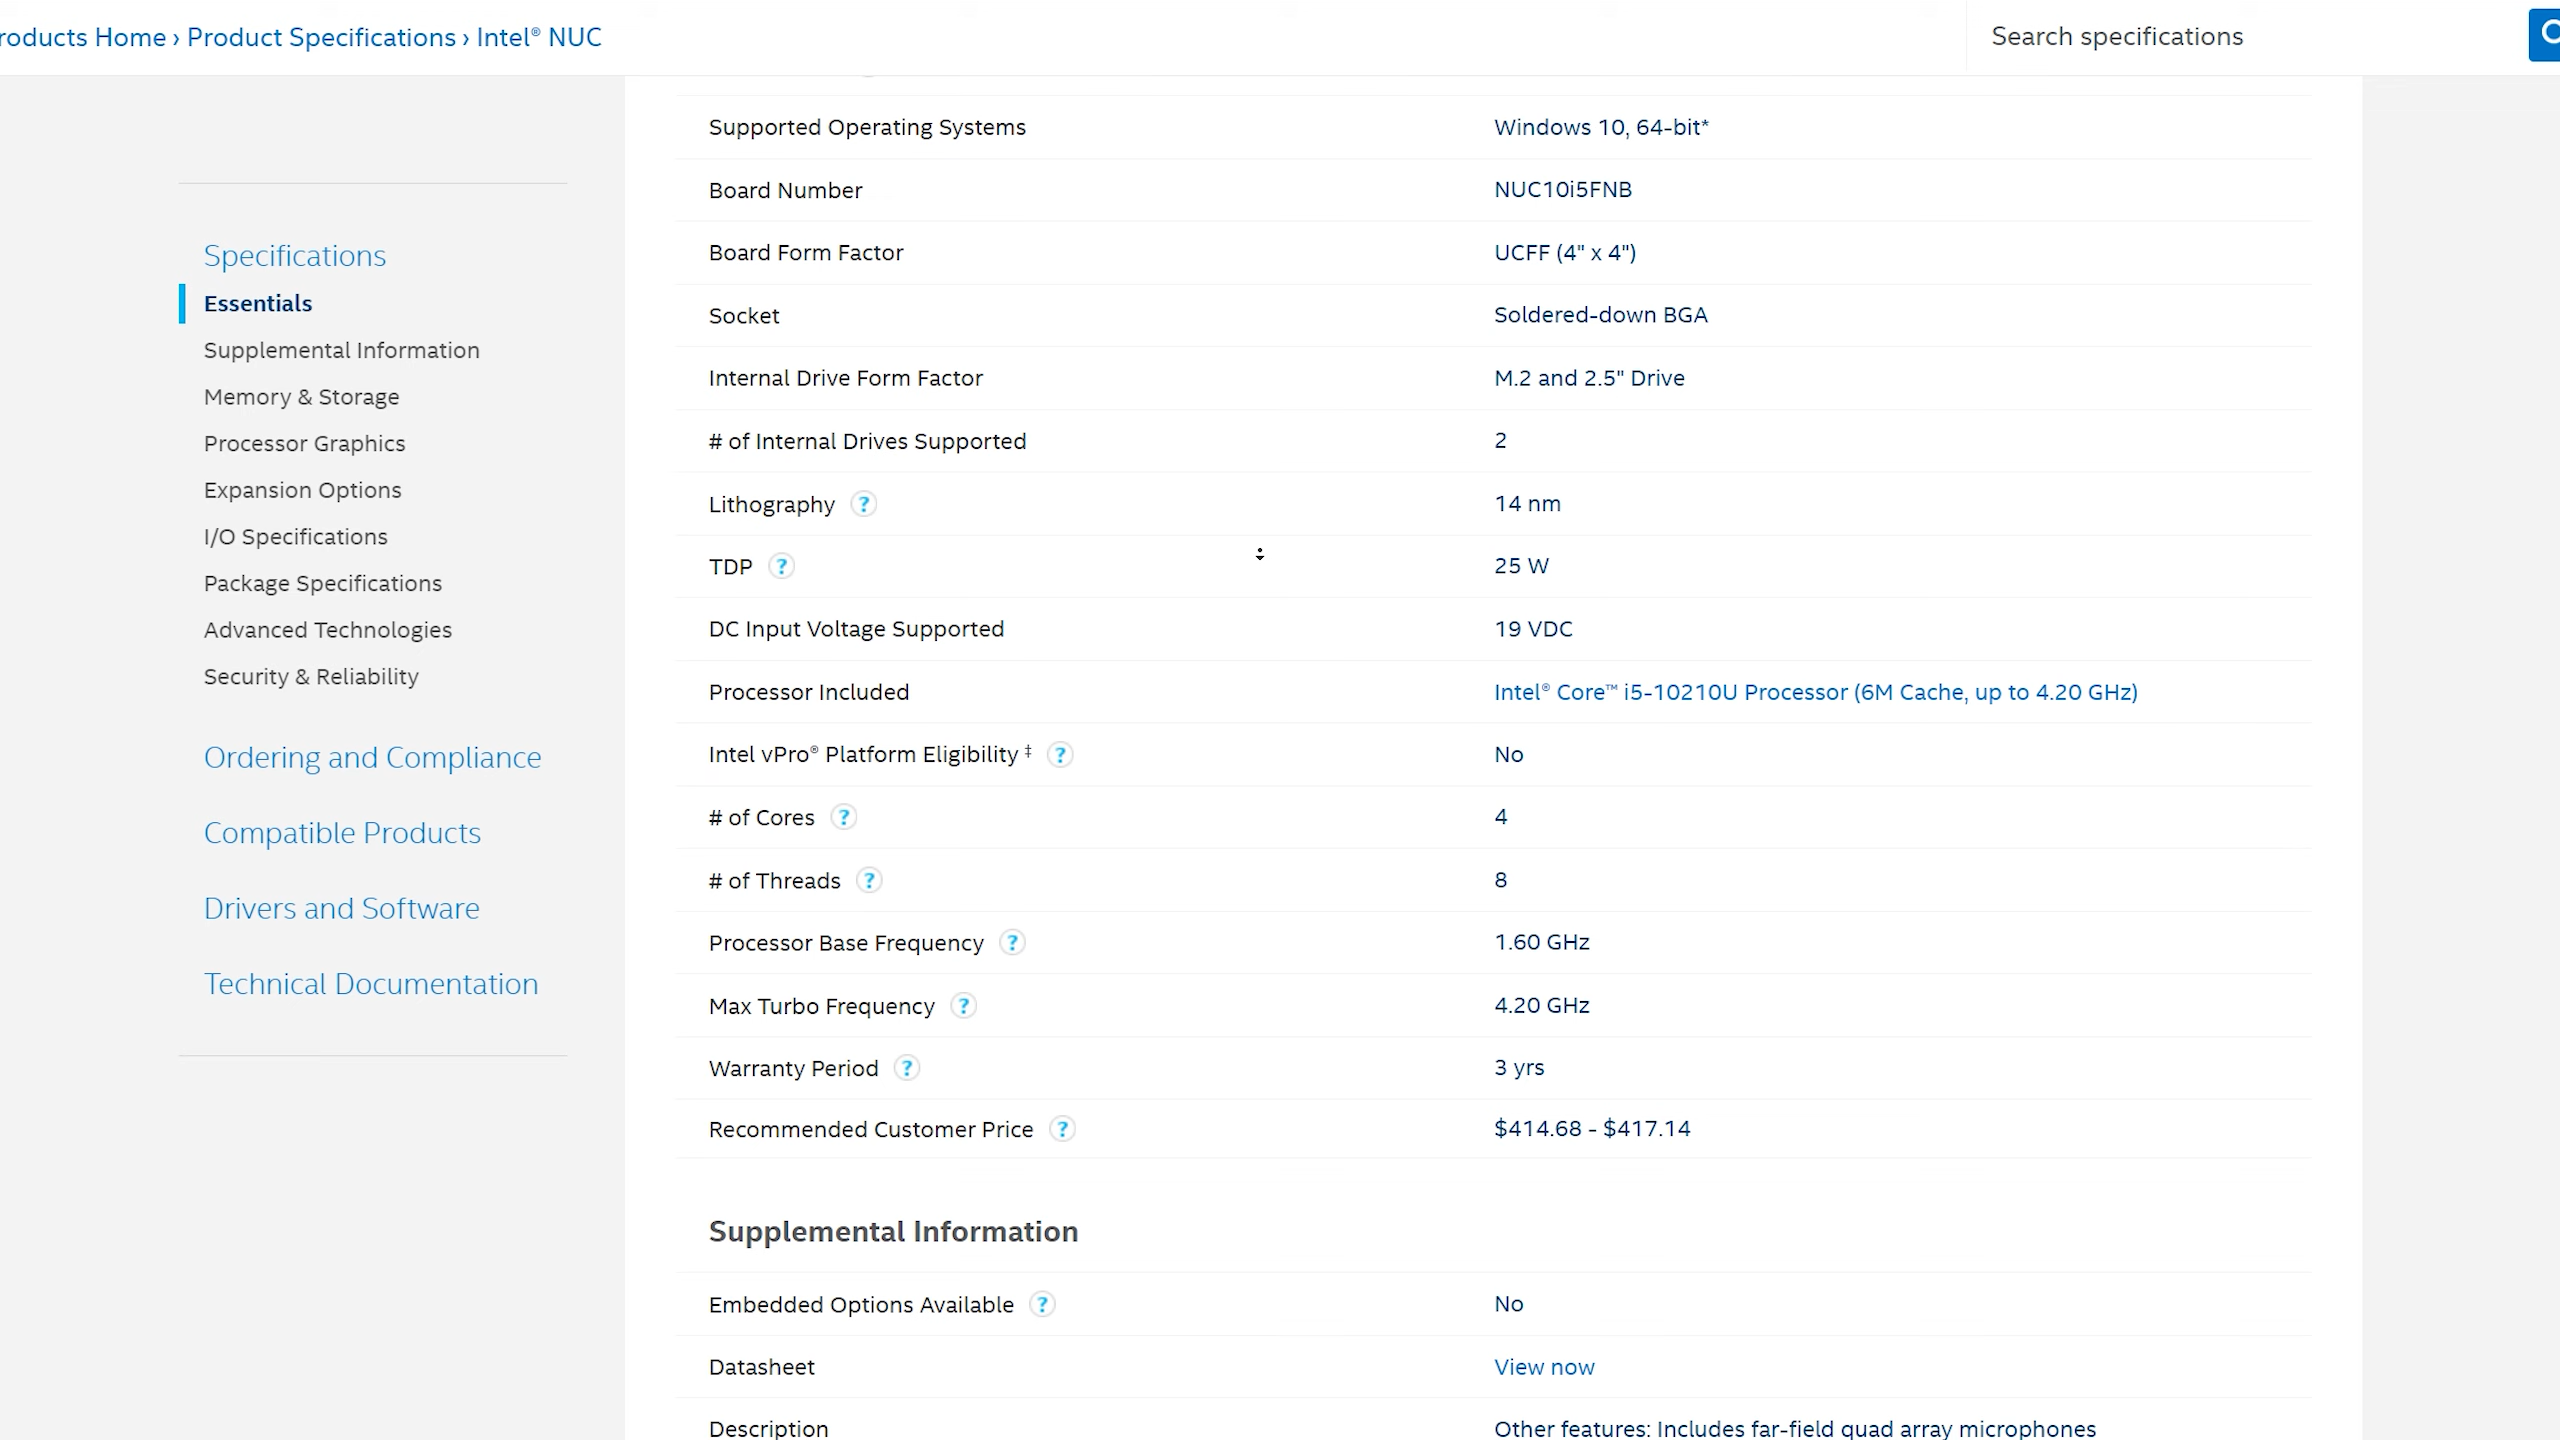 roducts Home › Product Specifications › Intel® NUC
Search specifications
Specifications
Essentials
Supplemental Information
Memory & Storage
Processor Graphics
Expansion Options
I/O Specifications
Package Specifications
Advanced Technologies
Security & Reliability
Ordering and Compliance
Compatible Products
Drivers and Software
Technical Documentation
Supported Operating Systems Windows 10, 64-bit*
Board Number NUC10i5FNB
Board Form Factor UCFF (4" x 4")
Socket Soldered-down BGA
Internal Drive Form Factor M.2 and 2.5" Drive
# of Internal Drives Supported 2
Lithography ? 14 nm
TDP ? 25 W
DC Input Voltage Supported 19 VDC
Processor Included Intel® Core™ i5-10210U Processor (6M Cache, up to 4.20 GHz)
Intel vPro® Platform Eligibility ‡ ? No
# of Cores ? 4
# of Threads ? 8
Processor Base Frequency ? 1.60 GHz
Max Turbo Frequency ? 4.20 GHz
Warranty Period ? 3 yrs
Recommended Customer Price ? $414.68 - $417.14
Supplemental Information
Embedded Options Available ? No
Datasheet View now
Description Other features: Includes far-field quad array microphones